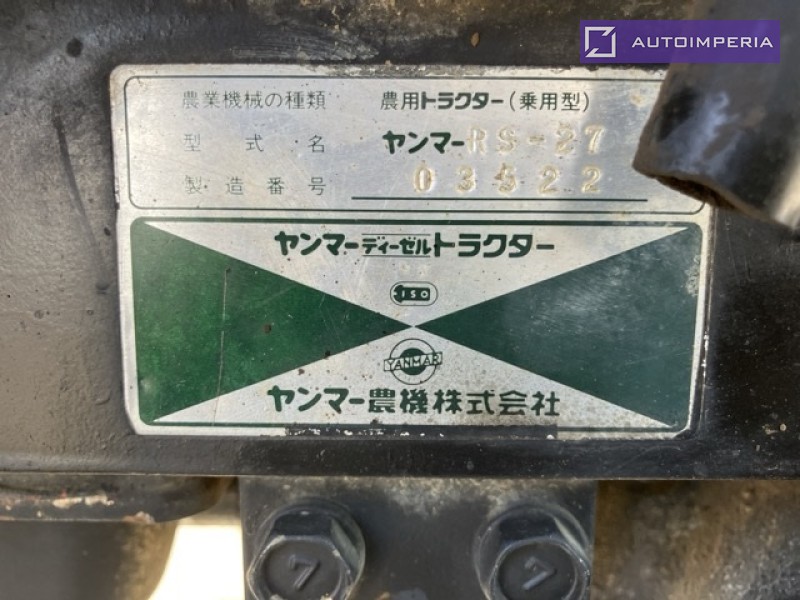 AUTOIMPERIA
農業機械の種類 農用トラクター(乗用型)
型式名 ヤンマーRS-27
製造番号 03522
ヤンマーディーゼルトラクター
ISO
YANMAR
ヤンマー農機株式会社
7 7